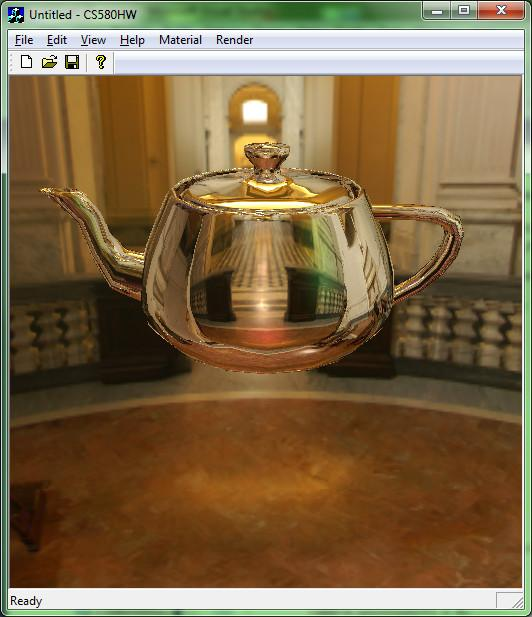 Untitled - CS580HW
File Edit View Help Material Render
Ready